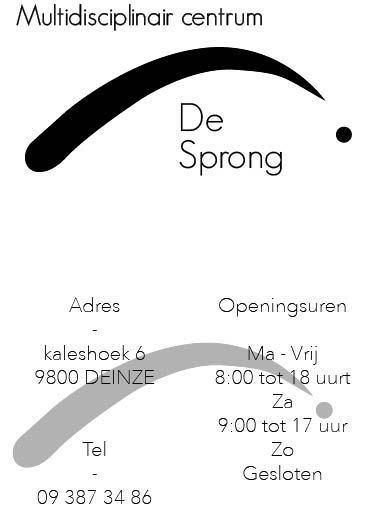 Multidisciplinair centrum
De
Sprong
Adres
-
kaleshoek 6
9800 DEINZE
Tel
-
09 387 34 86
Openingsuren
Ma - Vrij
8:00 tot 18 uurt
Za
9:00 tot 17 uur
Zo
Gesloten